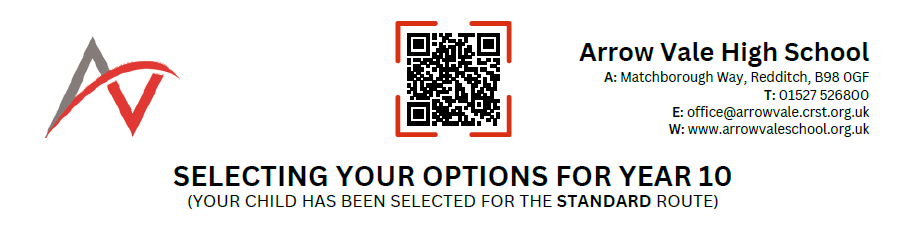 Arrow Vale High School
A: Matchborough Way, Redditch, B98 0GF
T: 01527 526800
E: office@arrowvale.crst.org.uk
W: www.arrowvaleschool.org.uk
SELECTING YOUR OPTIONS FOR YEAR 10
(YOUR CHILD HAS BEEN SELECTED FOR THE STANDARD ROUTE)